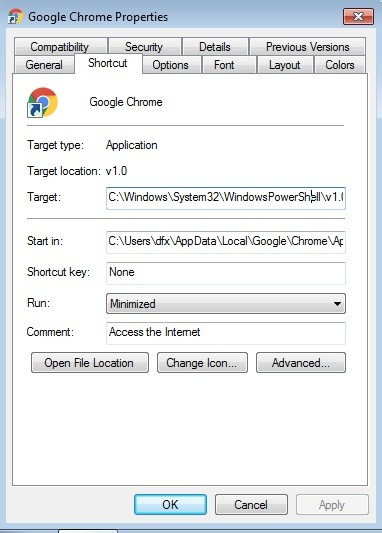 Google Chrome Properties
Compatibility Security Details Previous Versions
General Shortcut Options Font Layout Colors
Google Chrome
Target type: Application
Target location: v1.0
Target: C:\Windows\System32\WindowsPowerShell\v1.(
Start in: C:\Users\dfx\AppData\Local\Google\Chrome\Ap
Shortcut key: None
Run: Minimized
Comment: Access the Internet
Open File Location Change Icon... Advanced...
OK Cancel Apply